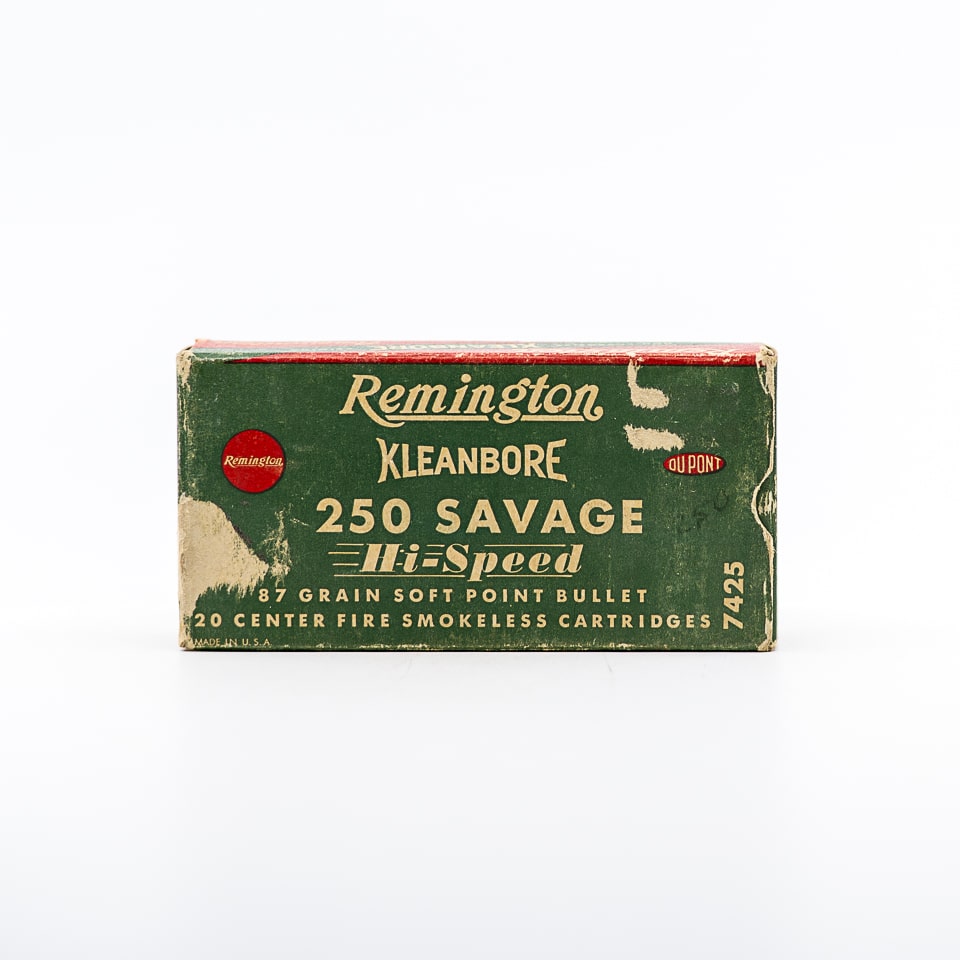 Remington
Remington
KLEANBORE
DU PONT
250 SAVAGE
Hi-Speed
87 GRAIN SOFT POINT BULLET
20 CENTER FIRE SMOKELESS CARTRIDGES
7425
MADE IN U.S.A